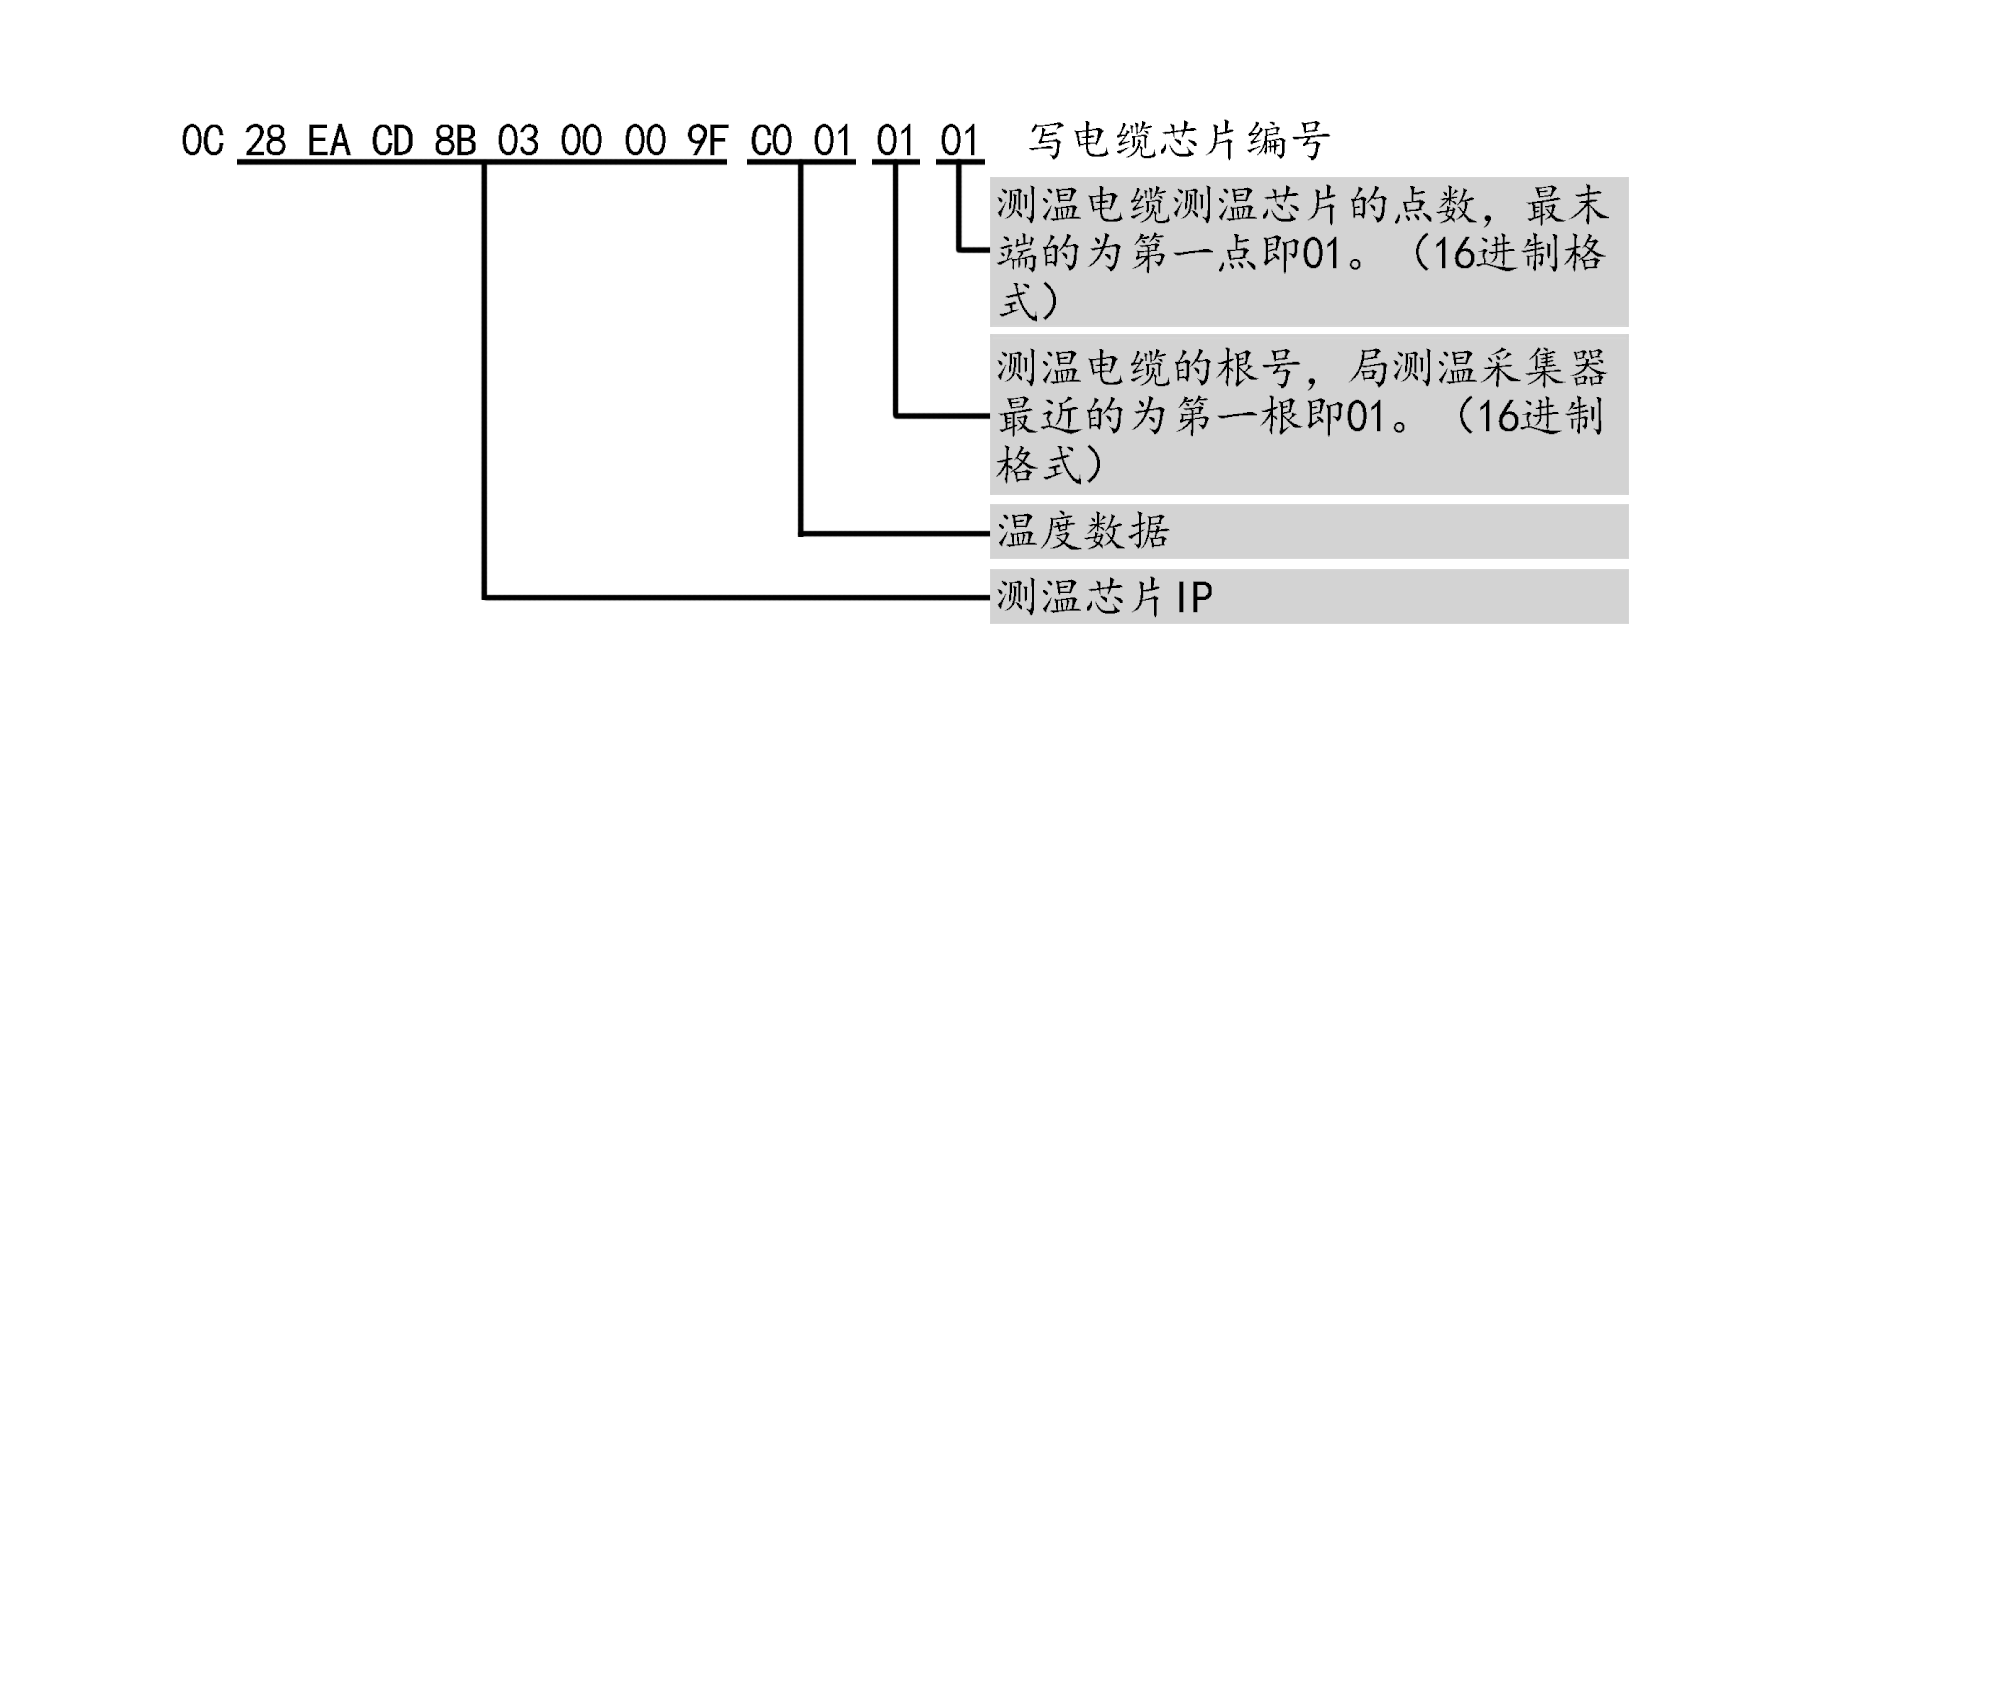 0C 28 EA CD 8B 03 00 00 9F C0 01 01 01 写电缆芯片编号
测温电缆测温芯片的点数，最末
端的为第一点即01。（16进制格
式）
测温电缆的根号，局测温采集器
最近的为第一根即01。（16进制
格式）
温度数据
测温芯片IP